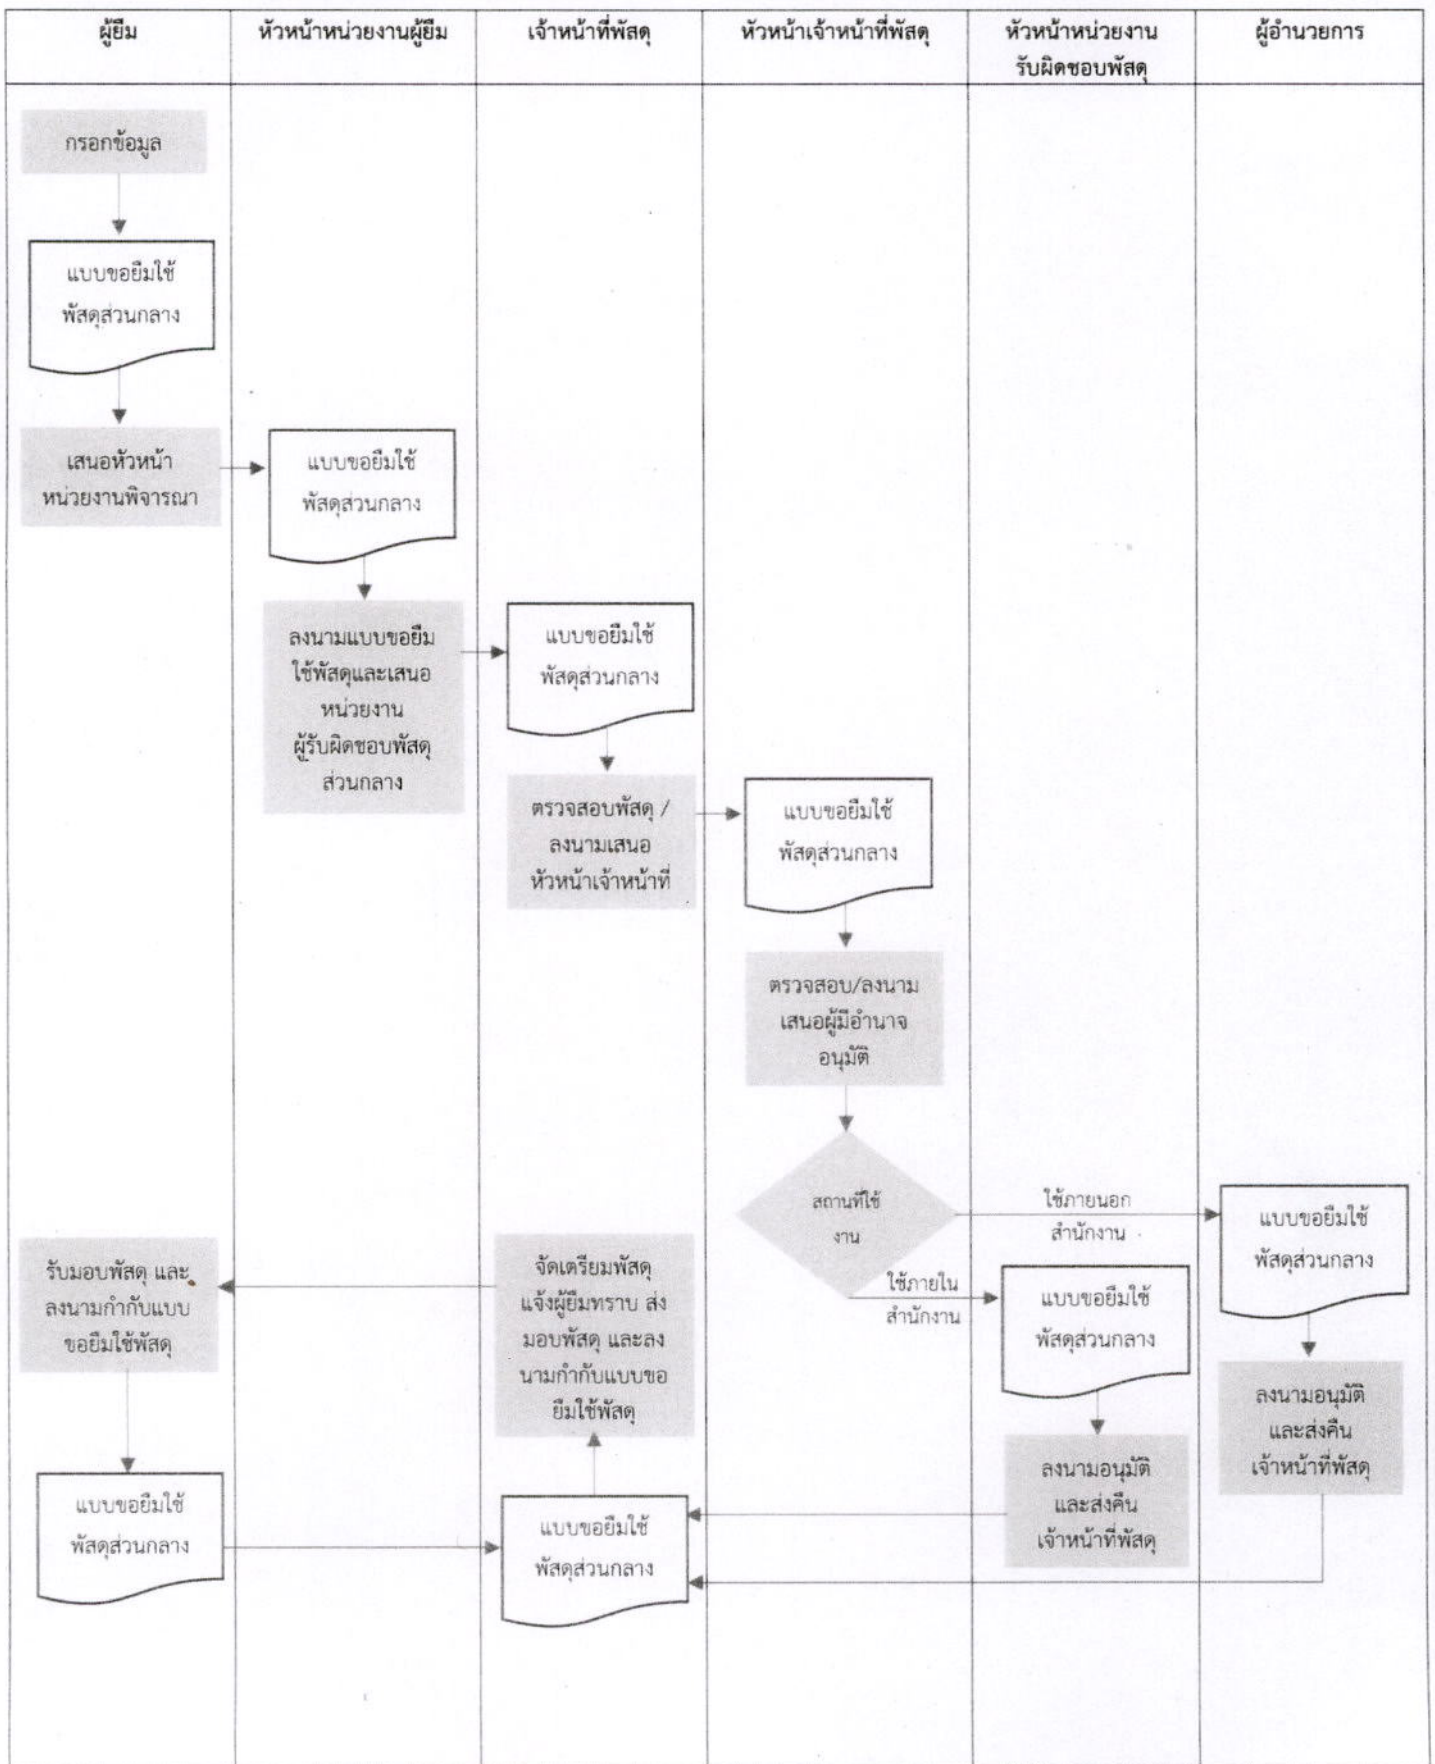 ผู้ยืม
หัวหน้าหน่วยงานผู้ยืม
เจ้าหน้าที่พัสดุ
หัวหน้าเจ้าหน้าที่พัสดุ
หัวหน้าหน่วยงาน
รับผิดชอบพัสดุ
ผู้อำนวยการ
กรอกข้อมูล
แบบขอยืมใช้
พัสดุส่วนกลาง
เสนอหัวหน้า
หน่วยงานพิจารณา
แบบขอยืมใช้
พัสดุส่วนกลาง
ลงนามแบบขอยืม
ใช้พัสดุและเสนอ
หน่วยงาน
ผู้รับผิดชอบพัสดุ
ส่วนกลาง
แบบขอยืมใช้
พัสดุส่วนกลาง
ตรวจสอบพัสดุ /
ลงนามเสนอ
หัวหน้าเจ้าหน้าที่
แบบขอยืมใช้
พัสดุส่วนกลาง
ตรวจสอบ/ลงนาม
เสนอผู้มีอำนาจ
อนุมัติ
สถานที่ใช้
งาน
ใช้ภายนอก
สำนักงาน
แบบขอยืมใช้
พัสดุส่วนกลาง
ใช้ภายใน
สำนักงาน
แบบขอยืมใช้
พัสดุส่วนกลาง
ลงนามอนุมัติ
และส่งคืน
เจ้าหน้าที่พัสดุ
ลงนามอนุมัติ
และส่งคืน
เจ้าหน้าที่พัสดุ
จัดเตรียมพัสดุ
แจ้งผู้ยืมทราบ ส่ง
มอบพัสดุ และลง
นามกำกับแบบขอ
ยืมใช้พัสดุ
รับมอบพัสดุ และ
ลงนามกำกับแบบ
ขอยืมใช้พัสดุ
แบบขอยืมใช้
พัสดุส่วนกลาง
แบบขอยืมใช้
พัสดุส่วนกลาง